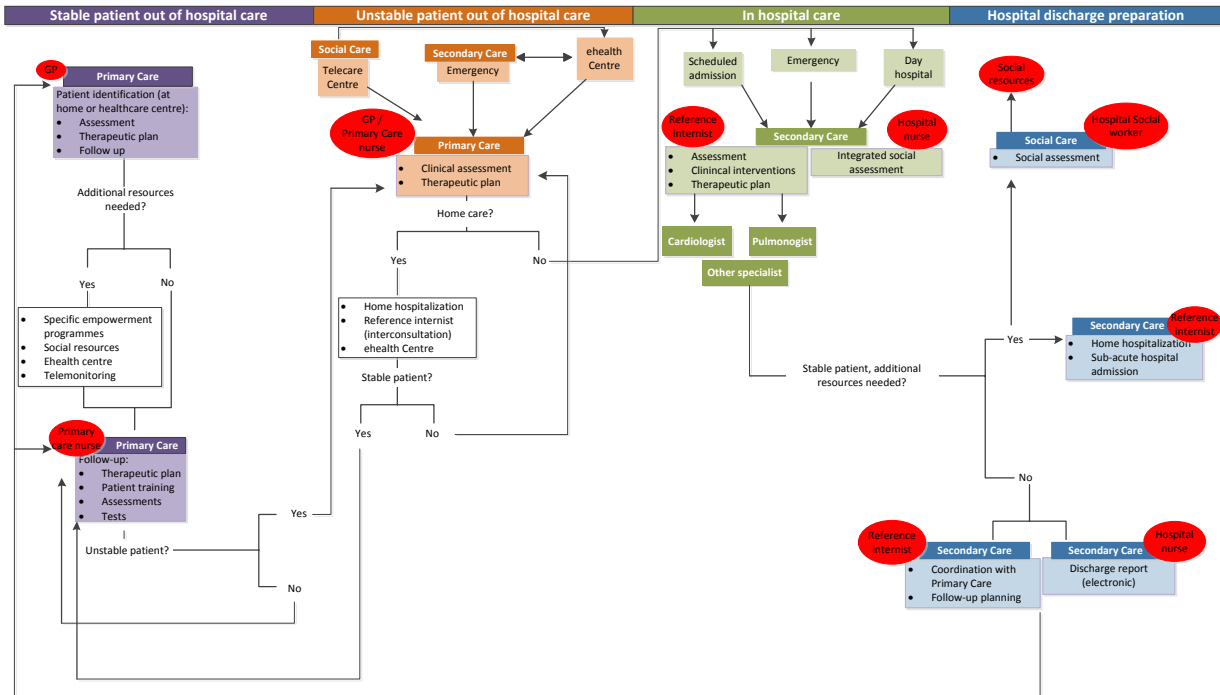 Stable patient out of hospital care
Unstable patient out of hospital care
In hospital care
Hospital discharge preparation
GP
Primary Care
Patient identification (at
home or healthcare centre):
• Assessment
• Therapeutic plan
• Follow up
Additional resources
needed?
Yes
No
• Specific empowerment
programmes
• Social resources
• Ehealth centre
• Telemonitoring
Primary
care nurse
Primary Care
Follow-up:
• Therapeutic plan
• Patient training
• Assessments
• Tests
Unstable patient?
Yes
No
Social Care
Telecare
Centre
Secondary Care
Emergency
ehealth
Centre
GP /
Primary Care
nurse
Primary Care
• Clinical assessment
• Therapeutic plan
Home care?
Yes
No
• Home hospitalization
• Reference internist
(interconsultation)
• ehealth Centre
Stable patient?
Yes
No
Scheduled
admission
Emergency
Day
hospital
Reference
internist
Hospital
nurse
Secondary Care
• Assessment
• Clinincal interventions
• Therapeutic plan
Integrated social
assessment
Cardiologist
Pulmonogist
Other specialist
Stable patient, additional
resources needed?
Social
resources
Hospital Social
worker
Social Care
• Social assessment
Yes
Secondary Care
Reference
internist
• Home hospitalization
• Sub-acute hospital
admission
No
Reference
internist
Secondary Care
• Coordination with
Primary Care
• Follow-up planning
Hospital
nurse
Secondary Care
Discharge report
(electronic)